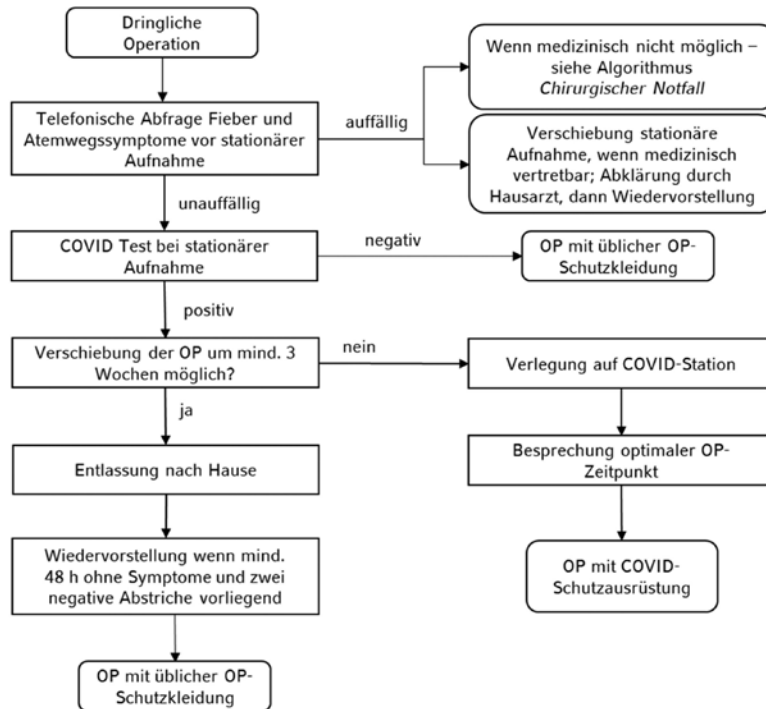 Dringliche
Operation
Wenn medizinisch nicht möglich –
siehe Algorithmus
Chirurgischer Notfall
Telefonische Abfrage Fieber und
Atemwegssymptome vor stationärer
Aufnahme
auffällig
Verschiebung stationäre
Aufnahme, wenn medizinisch
vertretbar; Abklärung durch
Hausarzt, dann Wiedervorstellung
unauffällig
COVID Test bei stationärer
Aufnahme
negativ
OP mit üblicher OP-
Schutzkleidung
positiv
Verschiebung der OP um mind. 3
Wochen möglich?
nein
Verlegung auf COVID-Station
ja
Entlassung nach Hause
Besprechung optimaler OP-
Zeitpunkt
Wiedervorstellung wenn mind.
48 h ohne Symptome und zwei
negative Abstriche vorliegend
OP mit COVID-
Schutzausrüstung
OP mit üblicher OP-
Schutzkleidung